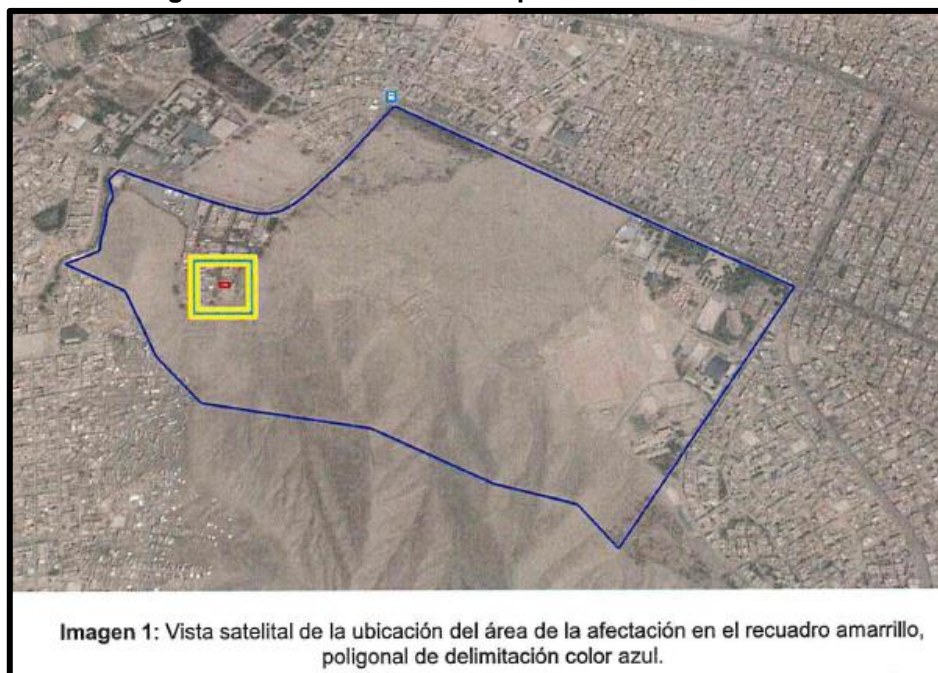 Imagen 1: Vista satelital de la ubicación del área de la afectación en el recuadro amarrillo,
poligonal de delimitación color azul.